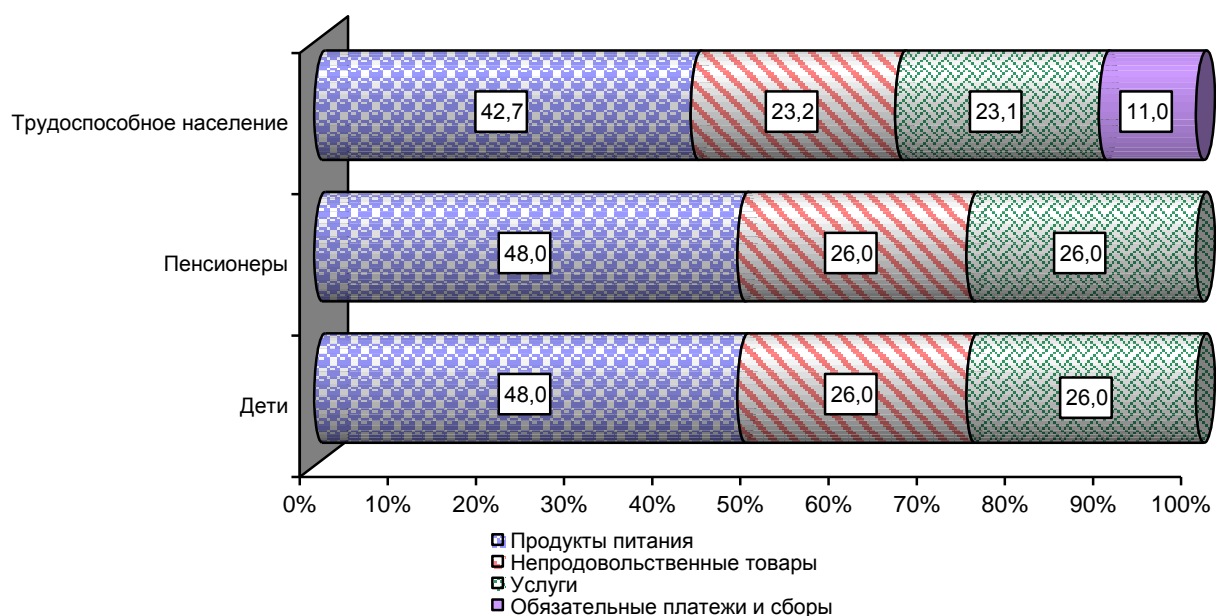 Трудоспособное население
42,7 23,2 23,1 11,0
Пенсионеры
48,0 26,0 26,0
Дети
48,0 26,0 26,0
0% 10% 20% 30% 40% 50% 60% 70% 80% 90% 100%
Продукты питания
Непродовольственные товары
Услуги
Обязательные платежи и сборы